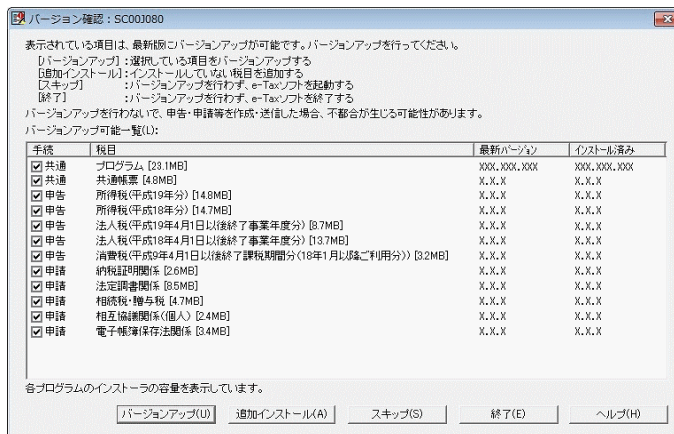 バージョン確認：SC00J080
表示されている項目は、最新版にバージョンアップが可能です。バージョンアップを行ってください。
[バージョンアップ]：選択している項目をバージョンアップする
[追加インストール]：インストールしていない税目を追加する
[スキップ]　　　：バージョンアップを行わず、e-Taxソフトを起動する
[終了]　　　　　：バージョンアップを行わず、e-Taxソフトを終了する
バージョンアップを行わないで、申告・申請等を作成・送信した場合、不都合が生じる可能性があります。
バージョンアップ可能一覧(L):
手続 税目 最新バージョン インストール済み
共通 プログラム [23.1MB] XXX.XXX.XXX XXX.XXX.XXX
共通 共通帳票 [4.8MB] X.X.X X.X.X
申告 所得税(平成19年分) [14.8MB] X.X.X X.X.X
申告 所得税(平成18年分) [14.7MB] X.X.X X.X.X
申告 法人税(平成19年4月1日以後終了事業年度分) [8.7MB] X.X.X X.X.X
申告 法人税(平成18年4月1日以後終了事業年度分) [13.7MB] X.X.X X.X.X
申告 消費税(平成9年4月1日以後終了課税期間分(18年1月以降ご利用分)) [3.2MB] X.X.X X.X.X
申請 納税証明関係 [2.6MB] X.X.X X.X.X
申請 法定調書関係 [8.5MB] X.X.X X.X.X
申請 相続税・贈与税 [4.7MB] X.X.X X.X.X
申請 相互協議関係(個人) [2.4MB] X.X.X X.X.X
申請 電子帳簿保存法関係 [3.4MB] X.X.X X.X.X
各プログラムのインストーラの容量を表示しています。
バージョンアップ(U) 追加インストール(A) スキップ(S) 終了(E) ヘルプ(H)